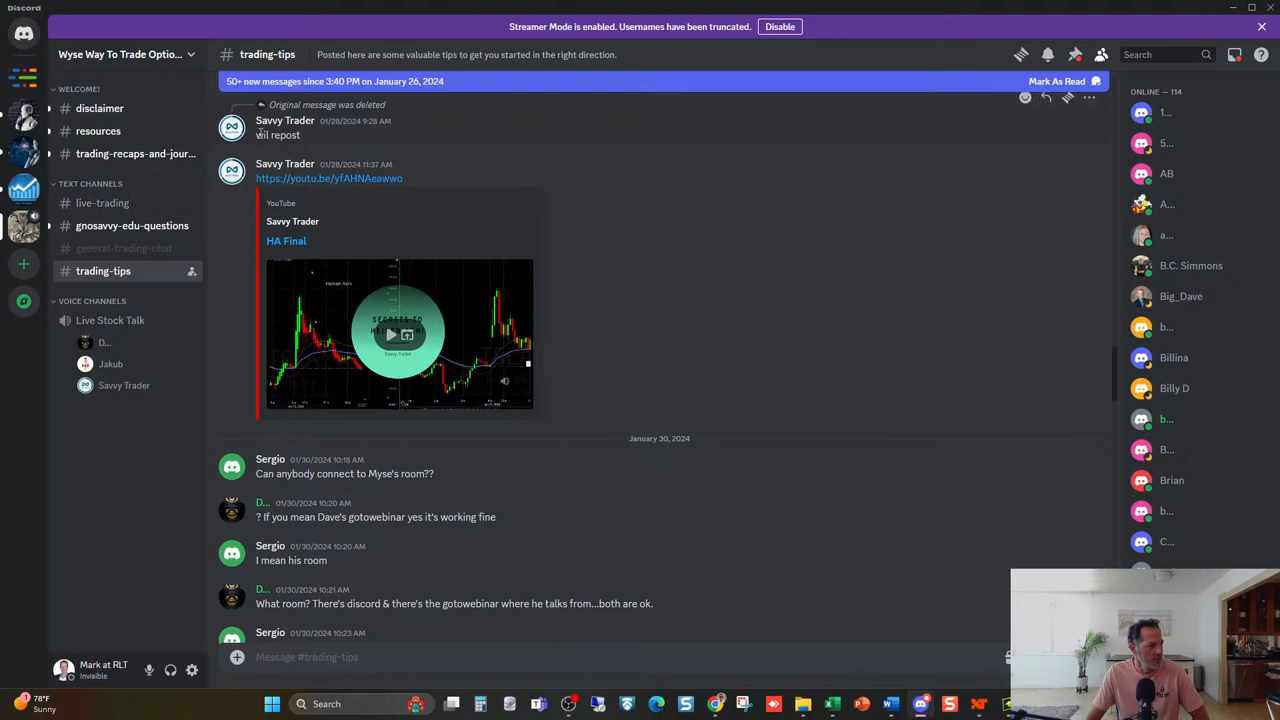 Discord
Streamer Mode is enabled. Usernames have been truncated.
Disable
Wyse Way To Trade Optio...
# trading-tips
Posted here are some valuable tips to get you started in the right direction.
Search
50+ new messages since 3:40 PM on January 26, 2024
Mark As Read
WELCOME!
# disclaimer
# resources
# trading-recaps-and-jour...
TEXT CHANNELS
# live-trading
# gnosavvy-edu-questions
# general-trading-chat
# trading-tips
VOICE CHANNELS
Live Stock Talk
D...
Jakub
Savvy Trader
Original message was deleted
Savvy Trader 01/28/2024 9:28 AM
wil repost
Savvy Trader 01/28/2024 11:37 AM
https://youtu.be/yfAHNAeawwo
YouTube
Savvy Trader
HA Final
Heiken Ashi
SECRETS TO
Savvy Trader
January 30, 2024
Sergio 01/30/2024 10:18 AM
Can anybody connect to Myse's room??
D... 01/30/2024 10:20 AM
? If you mean Dave's gotowebinar yes it's working fine
Sergio 01/30/2024 10:20 AM
I mean his room
D... 01/30/2024 10:21 AM
What room? There's discord & there's the gotowebinar where he talks from...both are ok.
Sergio 01/30/2024 10:23 AM
Message #trading-tips
ONLINE — 114
1...
5...
AB
A...
a...
B.C. Simmons
Big_Dave
b...
Billina
Billy D
b...
B...
Brian
b...
C...
Mark at RLT
Invisible
78°F
Sunny
Search